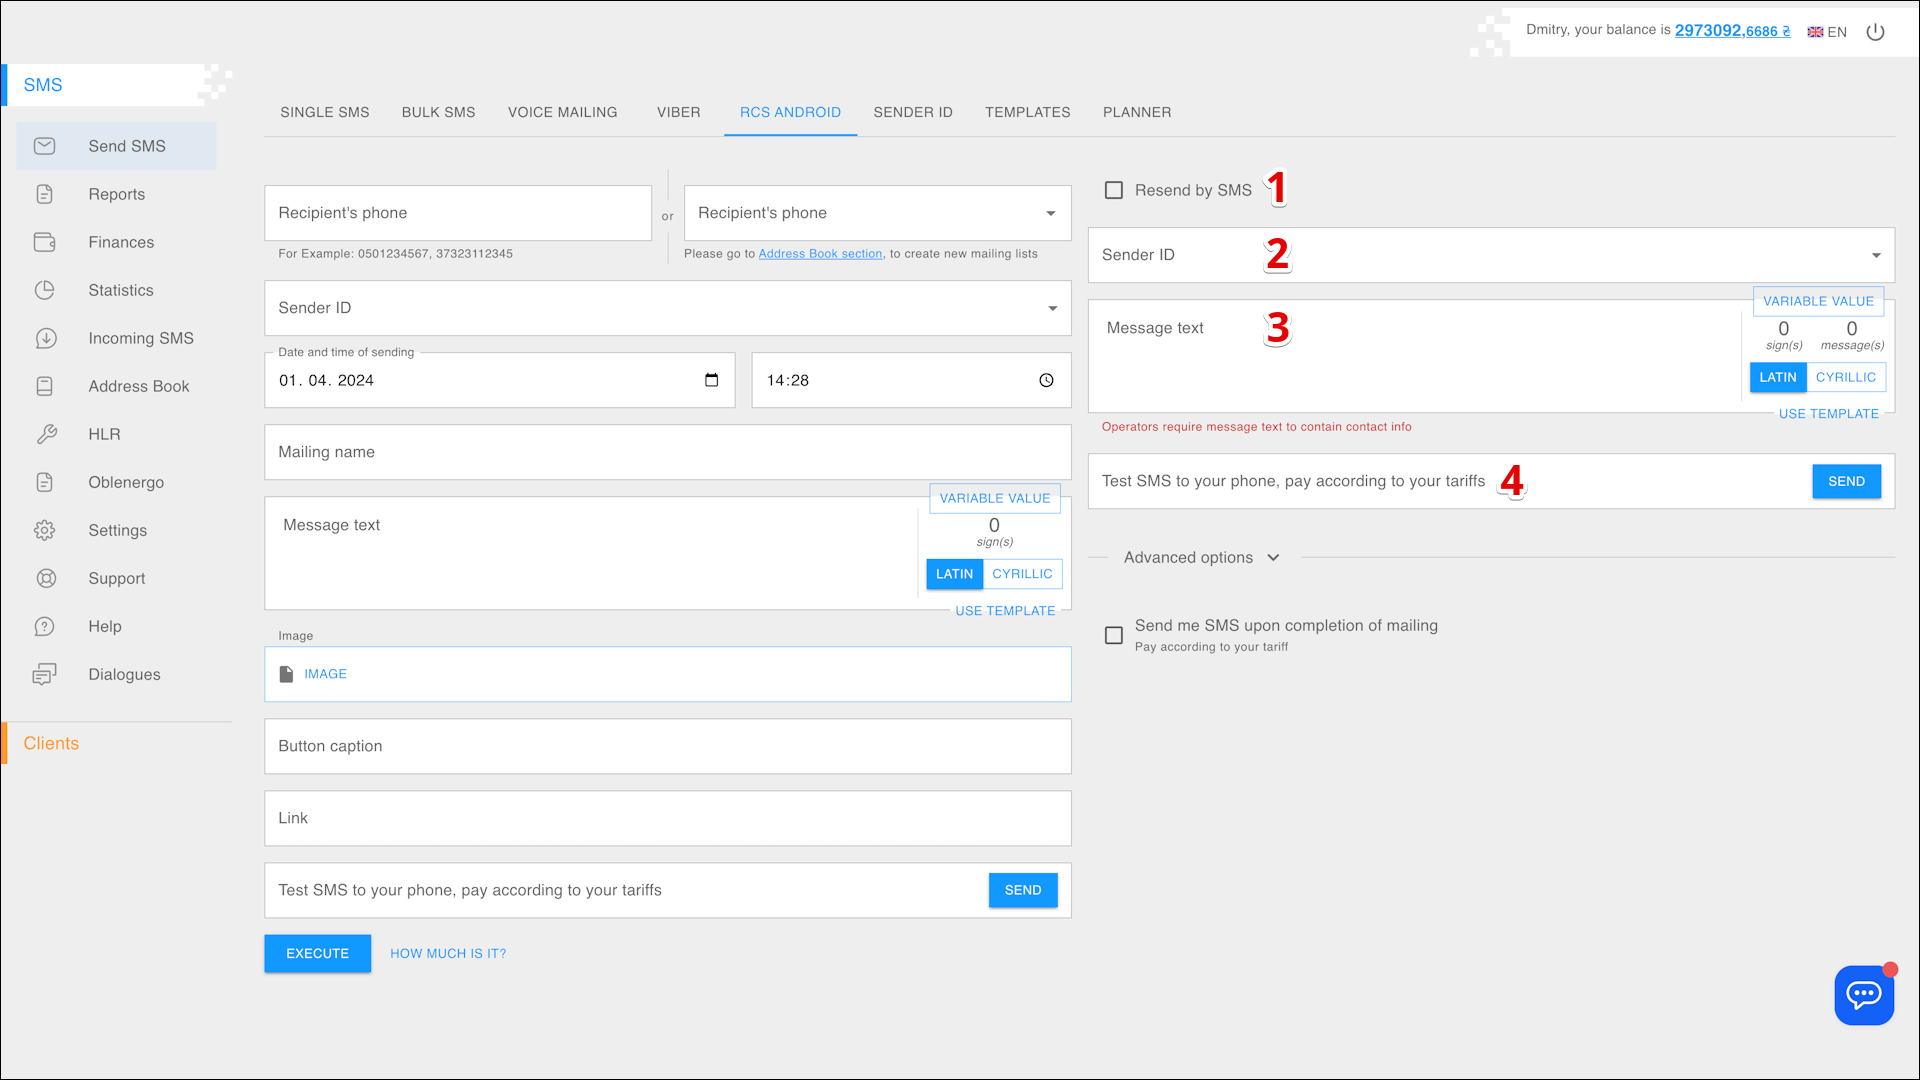 Dmitry, your balance is 2973092,6686 ₴
EN
SMS
SINGLE SMS
BULK SMS
VOICE MAILING
VIBER
RCS ANDROID
SENDER ID
TEMPLATES
PLANNER
Send SMS
Reports
Finances
Statistics
Incoming SMS
Address Book
HLR
Oblenergo
Settings
Support
Help
Dialogues
Clients
Recipient's phone
or
Recipient's phone
For Example: 0501234567, 37323112345
Please go to Address Book section, to create new mailing lists
Sender ID
Date and time of sending
01. 04. 2024
14:28
Mailing name
VARIABLE VALUE
Message text
0
sign(s)
LATIN
CYRILLIC
USE TEMPLATE
Image
IMAGE
Button caption
Link
Test SMS to your phone, pay according to your tariffs
SEND
EXECUTE
HOW MUCH IS IT?
Resend by SMS
1
Sender ID
2
VARIABLE VALUE
Message text
3
0
0
sign(s)
message(s)
LATIN
CYRILLIC
USE TEMPLATE
Operators require message text to contain contact info
Test SMS to your phone, pay according to your tariffs
4
SEND
Advanced options
Send me SMS upon completion of mailing
Pay according to your tariff